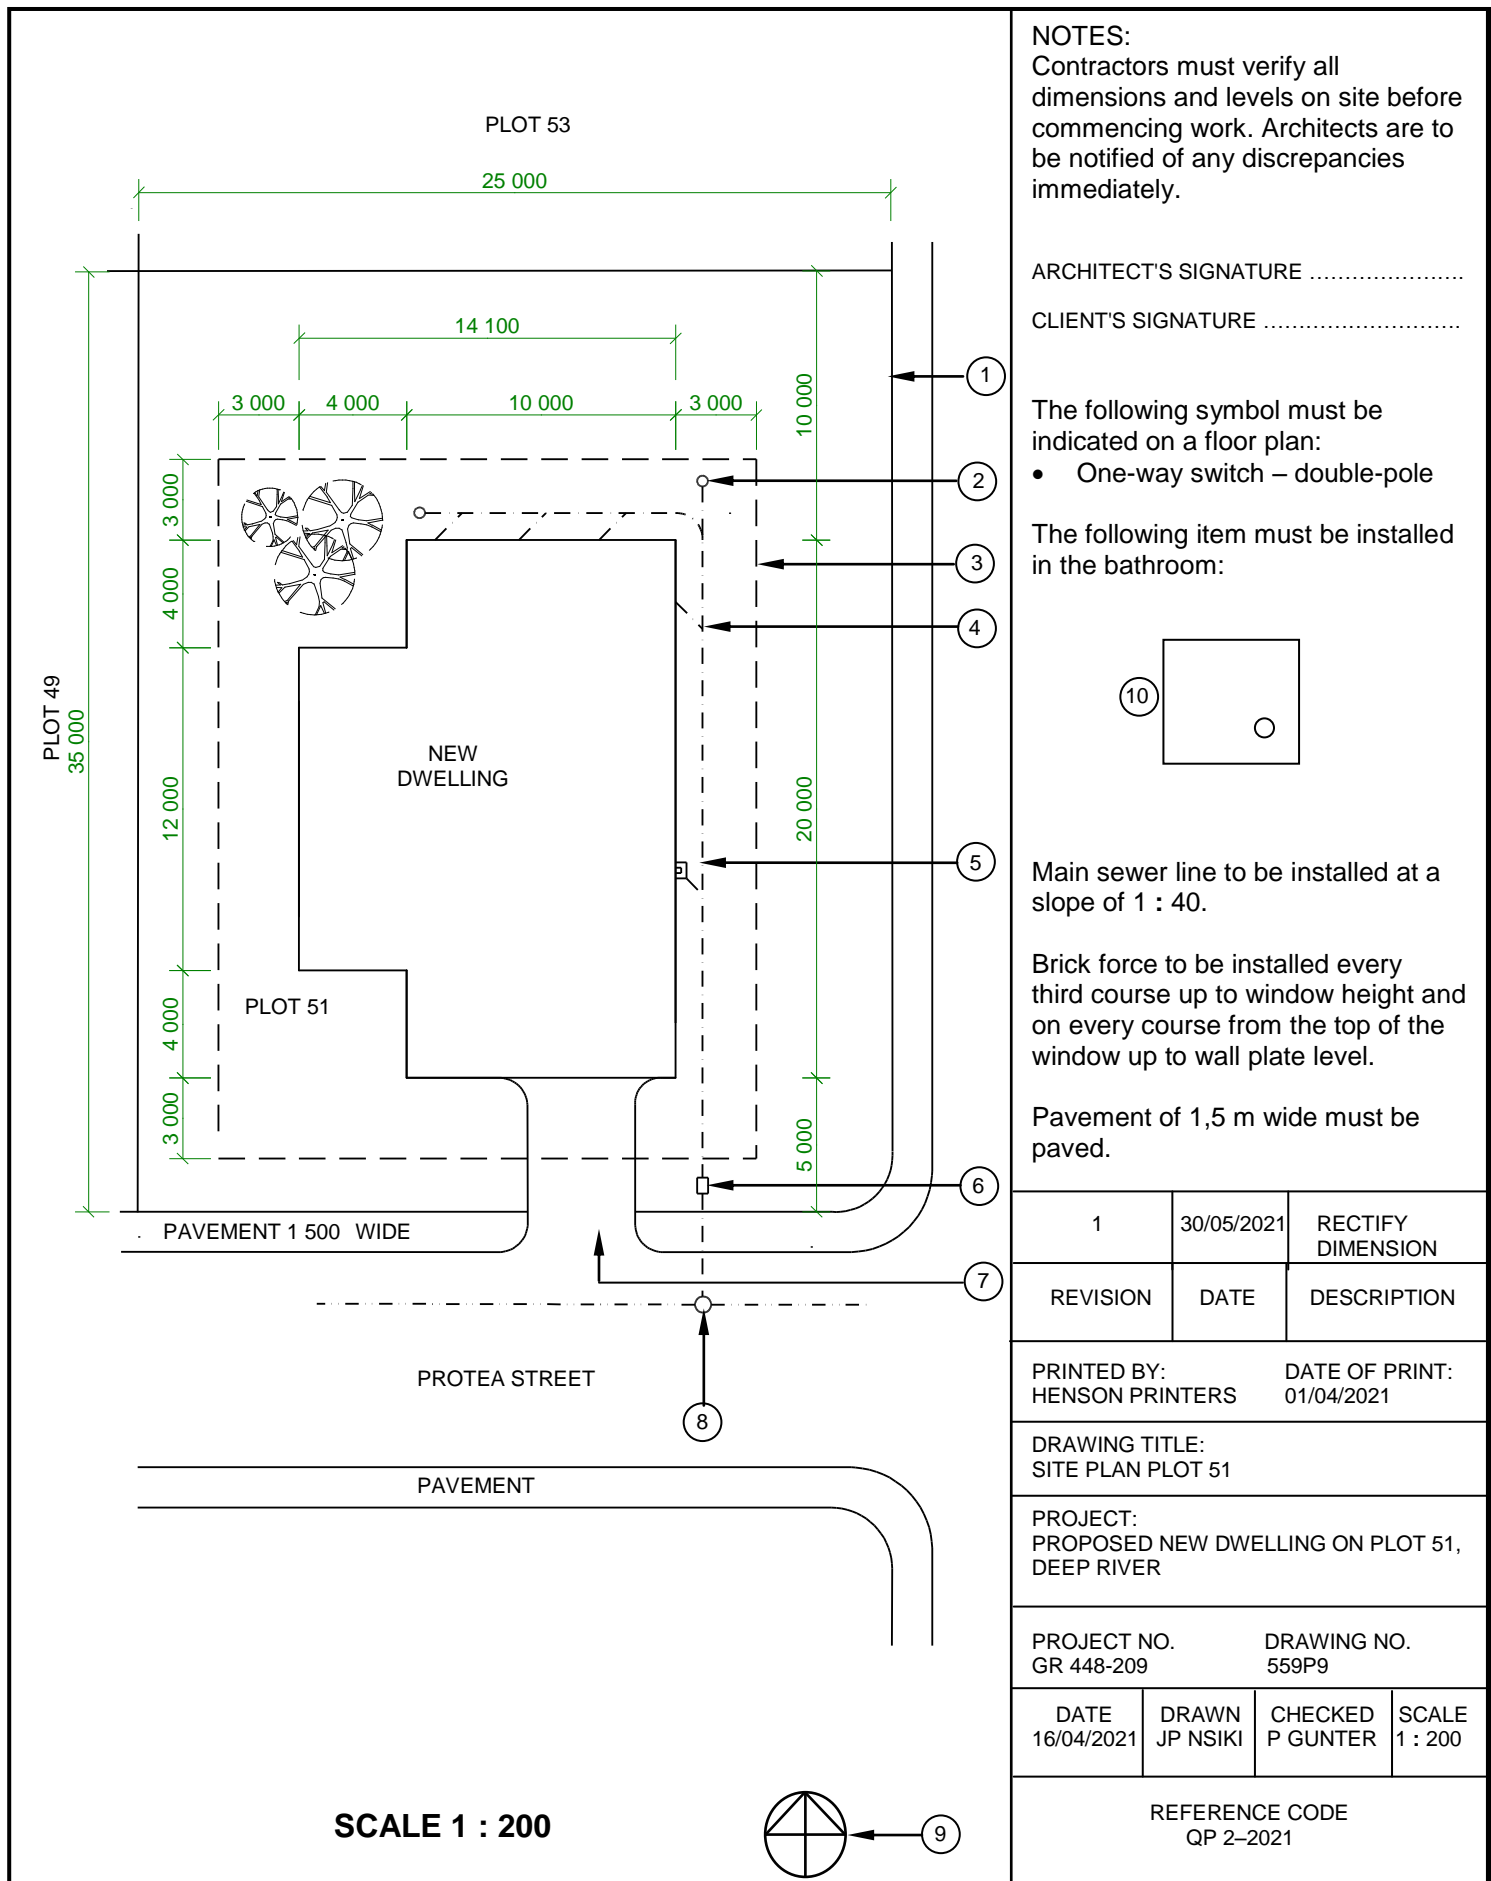 PLOT 53
25 000
14 100
3 000
4 000
10 000
3 000
10 000
3 000
4 000
12 000
4 000
3 000
20 000
5 000
PLOT 49
35 000
NEW
DWELLING
PLOT 51
PAVEMENT 1 500 WIDE
PROTEA STREET
PAVEMENT
1
2
3
4
5
6
7
8
9
SCALE 1 : 200
NOTES:
Contractors must verify all
dimensions and levels on site before
commencing work. Architects are to
be notified of any discrepancies
immediately.
ARCHITECT'S SIGNATURE ......................
CLIENT'S SIGNATURE ............................
The following symbol must be
indicated on a floor plan:
• One-way switch – double-pole
The following item must be installed
in the bathroom:
10
Main sewer line to be installed at a
slope of 1 : 40.
Brick force to be installed every
third course up to window height and
on every course from the top of the
window up to wall plate level.
Pavement of 1,5 m wide must be
paved.
1 30/05/2021 RECTIFY
DIMENSION
REVISION DATE DESCRIPTION
PRINTED BY: DATE OF PRINT:
HENSON PRINTERS 01/04/2021
DRAWING TITLE:
SITE PLAN PLOT 51
PROJECT:
PROPOSED NEW DWELLING ON PLOT 51,
DEEP RIVER
PROJECT NO. DRAWING NO.
GR 448-209 559P9
DATE DRAWN CHECKED SCALE
16/04/2021 JP NSIKI P GUNTER 1 : 200
REFERENCE CODE
QP 2–2021